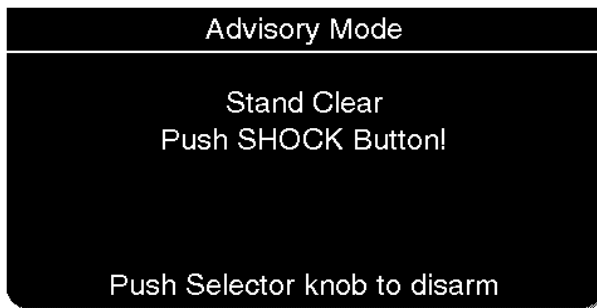 Advisory Mode
Stand Clear
Push SHOCK Button!
Push Selector knob to disarm